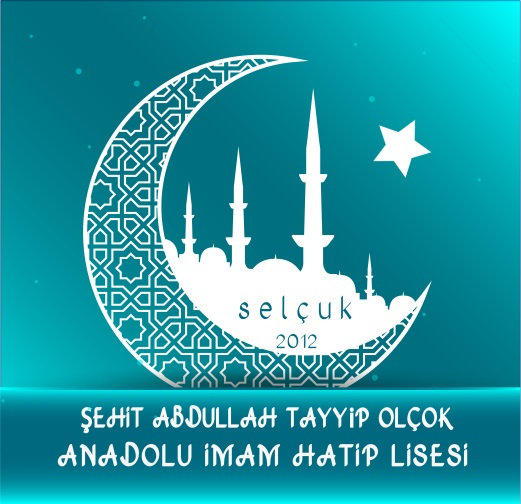 selçuk
2012
ŞEHİT ABDULLAH TAYYİP OLÇOK
ANADOLU İMAM HATİP LİSESİ